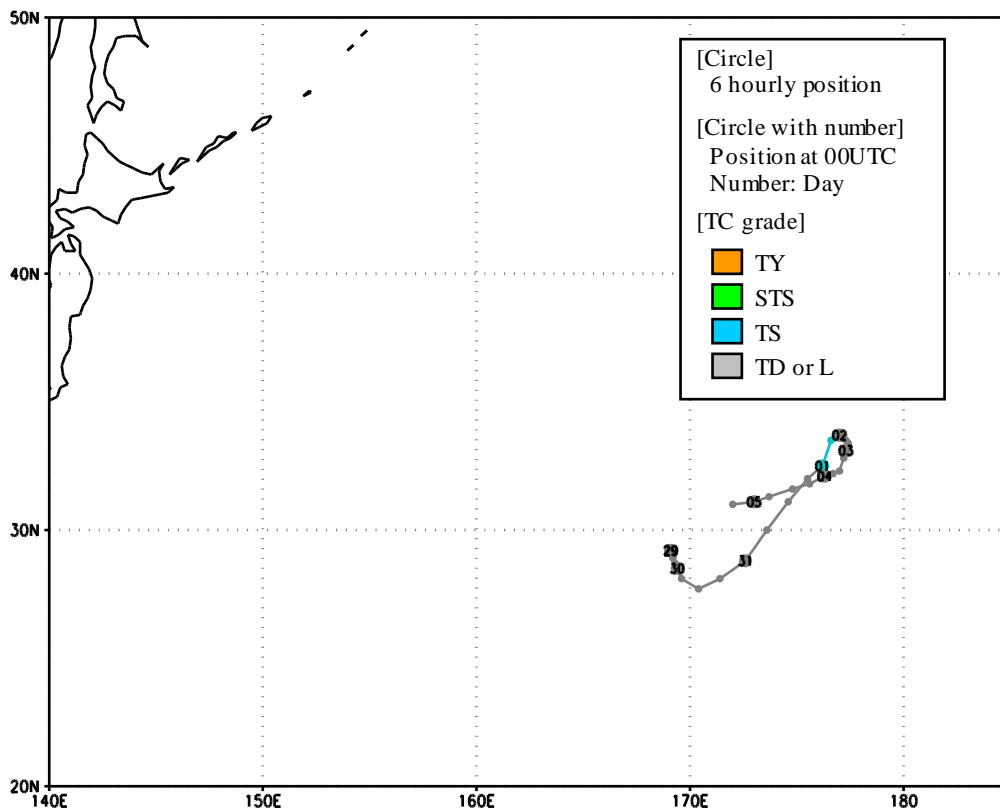 50N
[Circle]
6 hourly position
[Circle with number]
Position at 00UTC
Number: Day
[TC grade]
40N
TY
STS
TS
TD or L
02
03
01
04
05
30N
29
30
31
20N
140E 150E 160E 170E 180